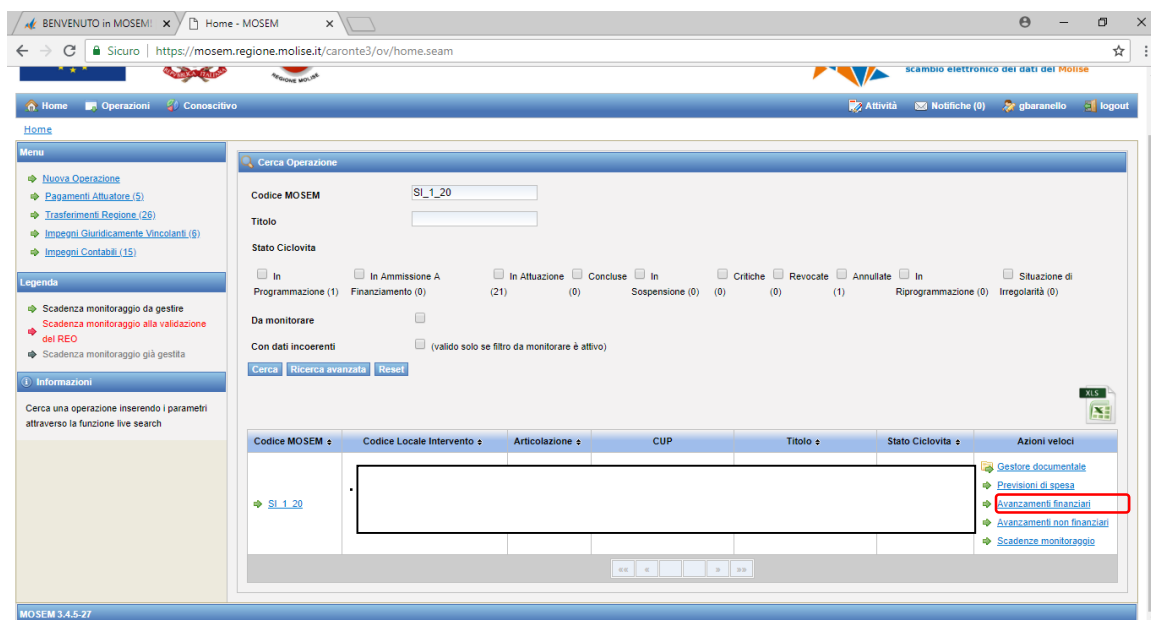 BENVENUTO in MOSEM!
Home - MOSEM
Sicuro | https://mosem.regione.molise.it/caronte3/ov/home.seam
REPUBBLICA ITALIANA
REGIONE MOLISE
scambio elettronico dei dati del Molise
Home Operazioni Conoscitivo Attività Notifiche (0) gbaranello logout
Home
Menu
Nuova Operazione
Pagamenti Attuatore (5)
Trasferimenti Regione (26)
Impegni Giuridicamente Vincolanti (6)
Impegni Contabili (15)
Legenda
Scadenza monitoraggio da gestire
Scadenza monitoraggio alla validazione
del REO
Scadenza monitoraggio già gestita
Informazioni
Cerca una operazione inserendo i parametri
attraverso la funzione live search
Cerca Operazione
Codice MOSEM SI_1_20
Titolo
Stato Ciclovita
In Programmazione (1)
In Ammissione A Finanziamento (0)
In Attuazione (21)
Concluse (0)
In Sospensione (0)
Critiche (0)
Revocate (0)
Annullate (1)
In Riprogrammazione (0)
Situazione di Irregolarità (0)
Da monitorare
Con dati incoerenti (valido solo se filtro da monitorare è attivo)
Cerca Ricerca avanzata Reset
XLS
Codice MOSEM Codice Locale Intervento Articolazione CUP Titolo Stato Ciclovita Azioni veloci
SI_1_20
Gestore documentale
Previsioni di spesa
Avanzamenti finanziari
Avanzamenti non finanziari
Scadenze monitoraggio
«« « » »»
MOSEM 3.4.5-27